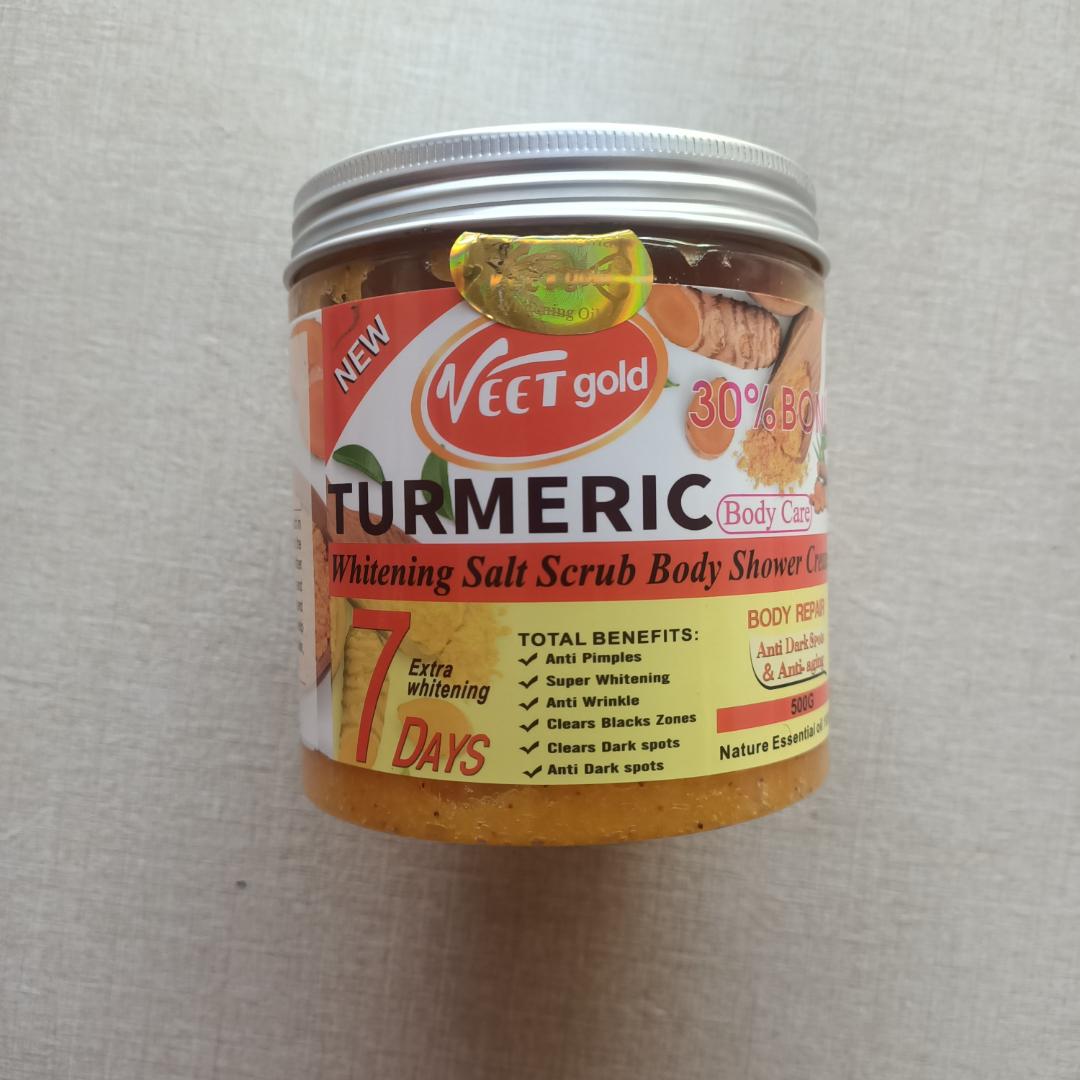 NEW
VEET gold
30% BON
TURMERIC
Body Care
Whitening Salt Scrub Body Shower Cre
7
Extra
whitening
DAYS
TOTAL BENEFITS:
Anti Pimples
Super Whitening
Anti Wrinkle
Clears Blacks Zones
Clears Dark spots
Anti Dark spots
BODY REPAIR
Anti Dark Spots
& Anti-aging
500G
Nature Essential oil